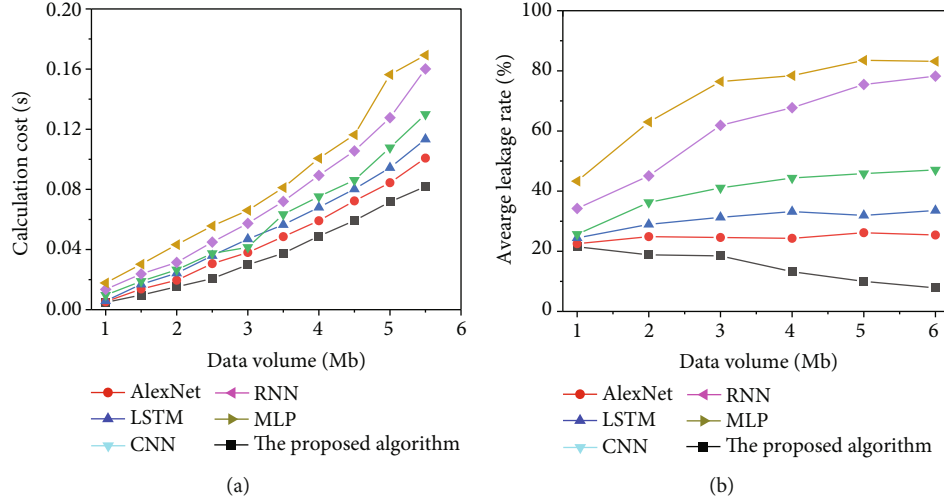 0.20
0.16
0.12
0.08
0.04
0.00
Calculation cost (s)
1 2 3 4 5 6
Data volume (Mb)
AlexNet
LSTM
CNN
RNN
MLP
The proposed algorithm
(a)
100
80
60
40
20
0
Avearge leakage rate (%)
1 2 3 4 5 6
Data volume (Mb)
AlexNet
LSTM
CNN
RNN
MLP
The proposed algorithm
(b)